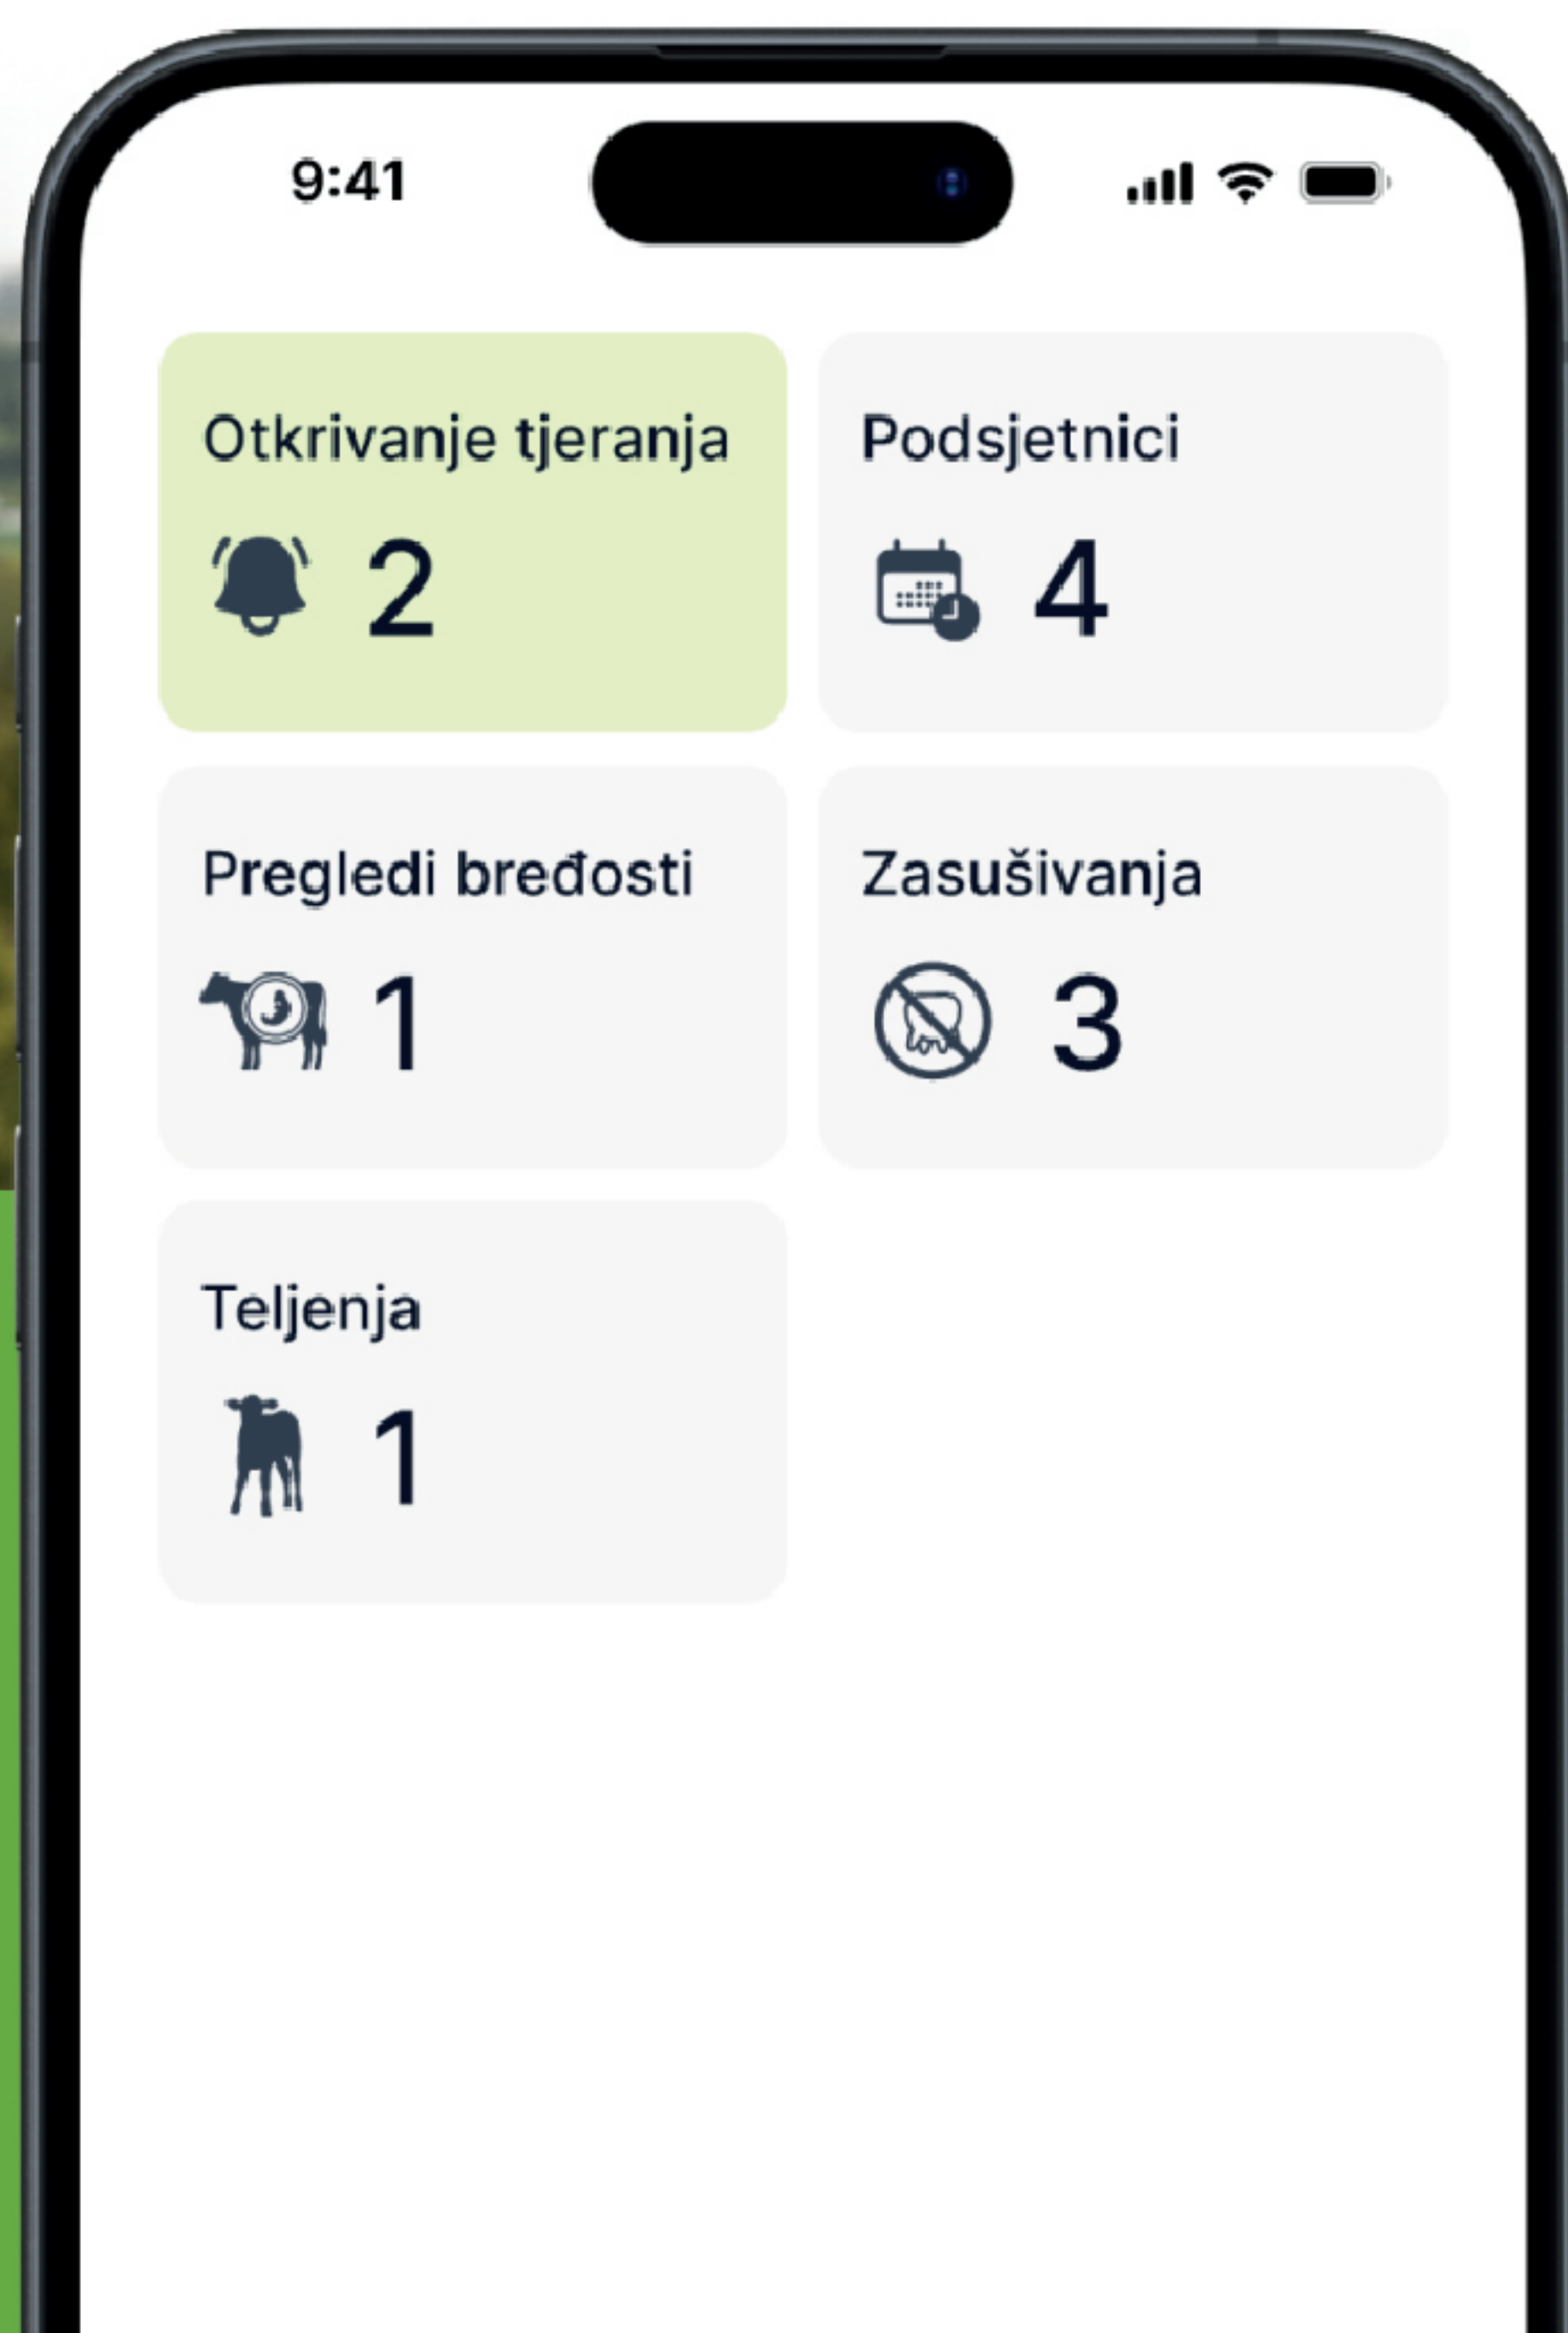 9:41
Otkrivanje tjeranja
2
Podsjetnici
4
Pregledi bređosti
1
Zasušivanja
3
Teljenja
1